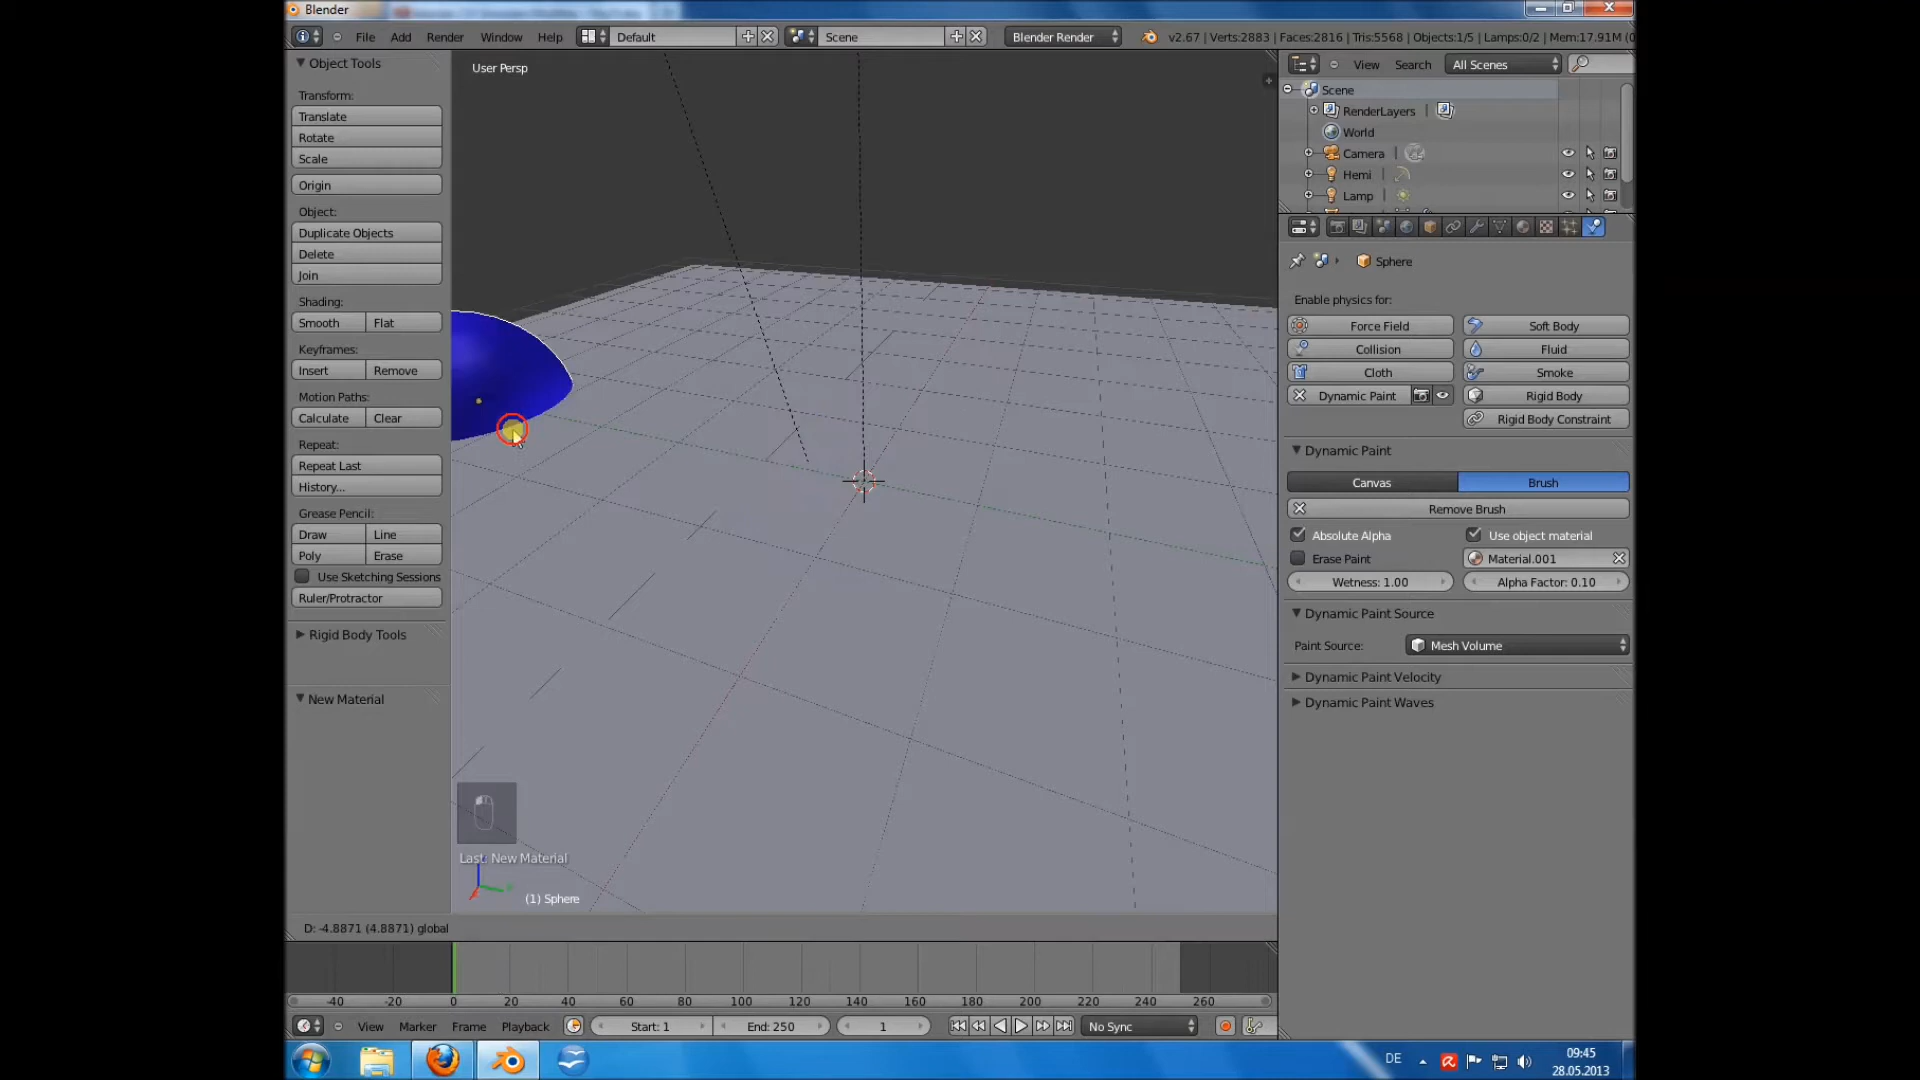 Blender
File Add Render Window Help Default Scene Blender Render v2.67 | Verts:2883 | Faces:2816 | Tris:5568 | Objects:1/5 | Lamps:0/2 | Mem:17.91M (0
Object Tools
User Persp
View Search All Scenes
Scene
RenderLayers
World
Camera
Hemi
Lamp
Transform:
Translate
Rotate
Scale
Origin
Object:
Duplicate Objects
Delete
Join
Shading:
Smooth Flat
Keyframes:
Insert Remove
Motion Paths:
Calculate Clear
Repeat:
Repeat Last
History...
Grease Pencil:
Draw Line
Poly Erase
Use Sketching Sessions
Ruler/Protractor
Rigid Body Tools
New Material
Sphere
Enable physics for:
Force Field Soft Body
Collision Fluid
Cloth Smoke
Dynamic Paint Rigid Body
Rigid Body Constraint
Dynamic Paint
Canvas Brush
Remove Brush
Absolute Alpha Use object material
Erase Paint Material.001
Wetness: 1.00 Alpha Factor: 0.10
Dynamic Paint Source
Paint Source: Mesh Volume
Dynamic Paint Velocity
Dynamic Paint Waves
Last: New Material
(1) Sphere
D: -4.8871 (4.8871) global
-40 -20 0 20 40 60 80 100 120 140 160 180 200 220 240 260
View Marker Frame Playback Start: 1 End: 250 1 No Sync
DE 09:45
28.05.2013